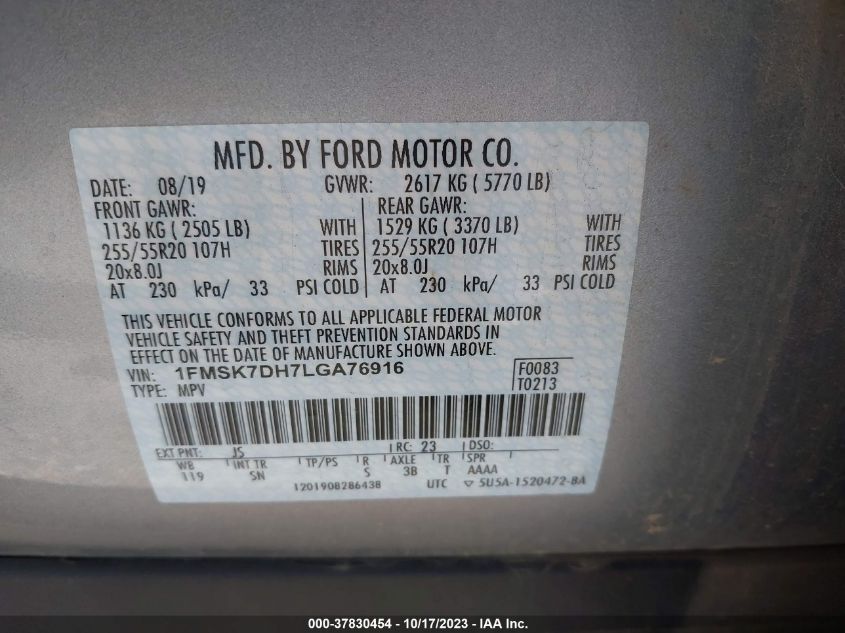 MFD. BY FORD MOTOR CO.
DATE: 08/19 GVWR: 2617 KG ( 5770 LB)
FRONT GAWR: REAR GAWR:
1136 KG ( 2505 LB) WITH 1529 KG ( 3370 LB) WITH
255/55R20 107H TIRES 255/55R20 107H TIRES
20x8.0J RIMS 20x8.0J RIMS
AT 230 kPa/ 33 PSI COLD AT 230 kPa/ 33 PSI COLD
THIS VEHICLE CONFORMS TO ALL APPLICABLE FEDERAL MOTOR
VEHICLE SAFETY AND THEFT PREVENTION STANDARDS IN
EFFECT ON THE DATE OF MANUFACTURE SHOWN ABOVE.
VIN: 1FMSK7DH7LGA76916 F0083
TYPE: MPV T0213
EXT PNT: JS RC: 23 DSO:
WB INT TR TP/PS R AXLE TR SPR
119 SN S 3B T AAAA
1201908286438 UTC ▽ 5U5A-1520472-BA
000-37830454 - 10/17/2023 - IAA Inc.